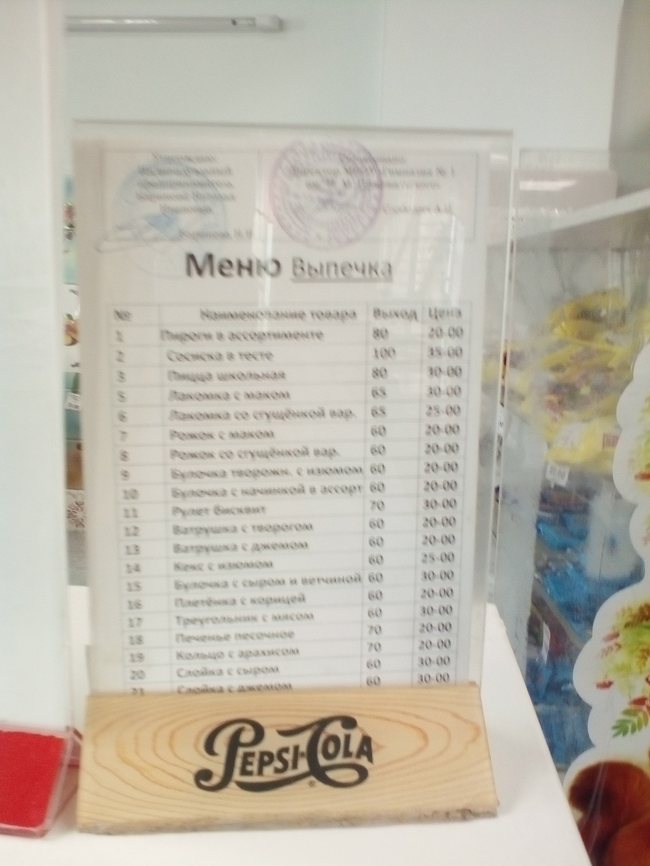 Меню Выпечка
№ Наименование товара Выход Цена
1 Пироги в ассортименте 80 20-00
2 Сосиска в тесте 100 35-00
3 Пицца школьная 80 30-00
5 Лакомка с маком 65 30-00
6 Лакомка со сгущёнкой вар. 65 25-00
7 Рожок с маком 60 20-00
8 Рожок со сгущёнкой вар. 60 20-00
9 Булочка творожн. с изюмом 60 20-00
10 Булочка с начинкой в ассорт 60 20-00
11 Рулет бисквит 70 30-00
12 Ватрушка с творогом 60 20-00
13 Ватрушка с джемом 60 20-00
14 Кекс с изюмом 60 25-00
15 Булочка с сыром и ветчиной 60 30-00
16 Плетёнка с корицей 60 20-00
17 Треугольник с мясом 60 30-00
18 Печенье песочное 70 20-00
19 Кольцо с арахисом 70 20-00
20 Слойка с сыром 60 30-00
21 Слойка с джемом 60 30-00
PEPSI-COLA